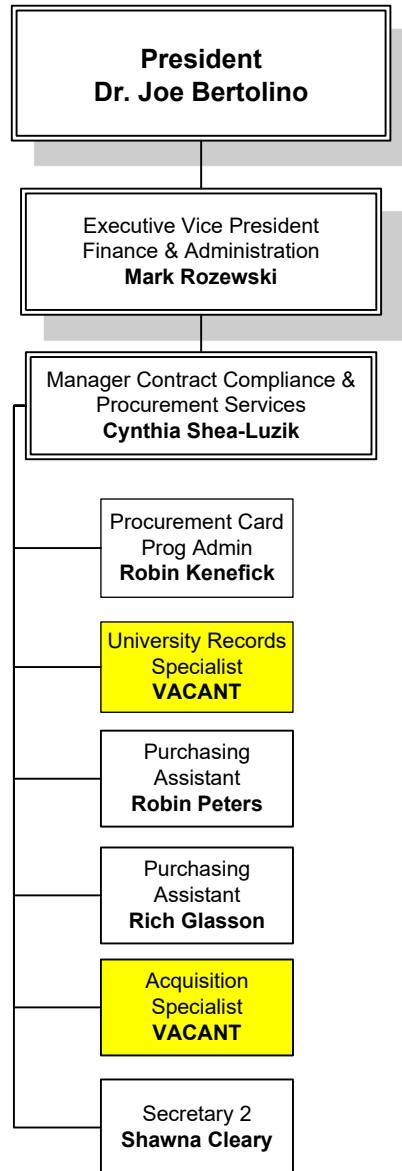 President
Dr. Joe Bertolino
Executive Vice President
Finance & Administration
Mark Rozewski
Manager Contract Compliance &
Procurement Services
Cynthia Shea-Luzik
Procurement Card
Prog Admin
Robin Kenefick
University Records
Specialist
VACANT
Purchasing
Assistant
Robin Peters
Purchasing
Assistant
Rich Glasson
Acquisition
Specialist
VACANT
Secretary 2
Shawna Cleary